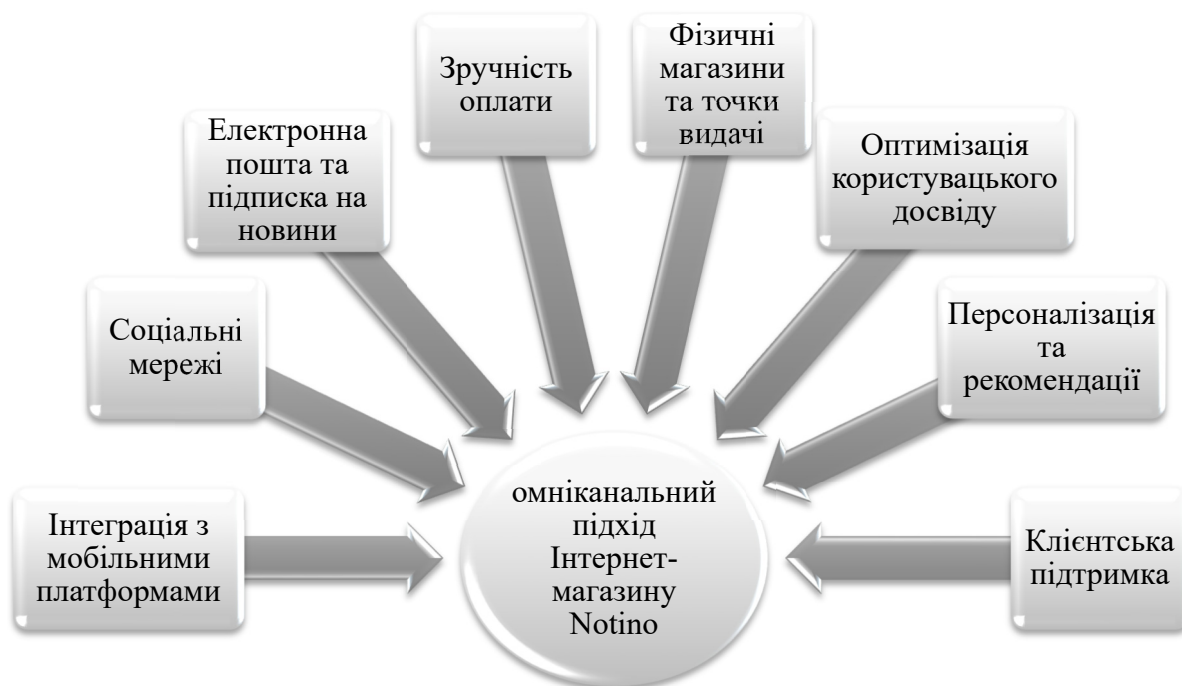 Інтеграція з
мобільними
платформами
Соціальні
мережі
Електронна
пошта та
підписка на
новини
Зручність
оплати
Фізичні
магазини
та точки
видачі
Оптимізація
користувацького
досвіду
Персоналізація
та
рекомендації
Клієнтська
підтримка
омніканальний
підхід
Інтернет-
магазину
Notino